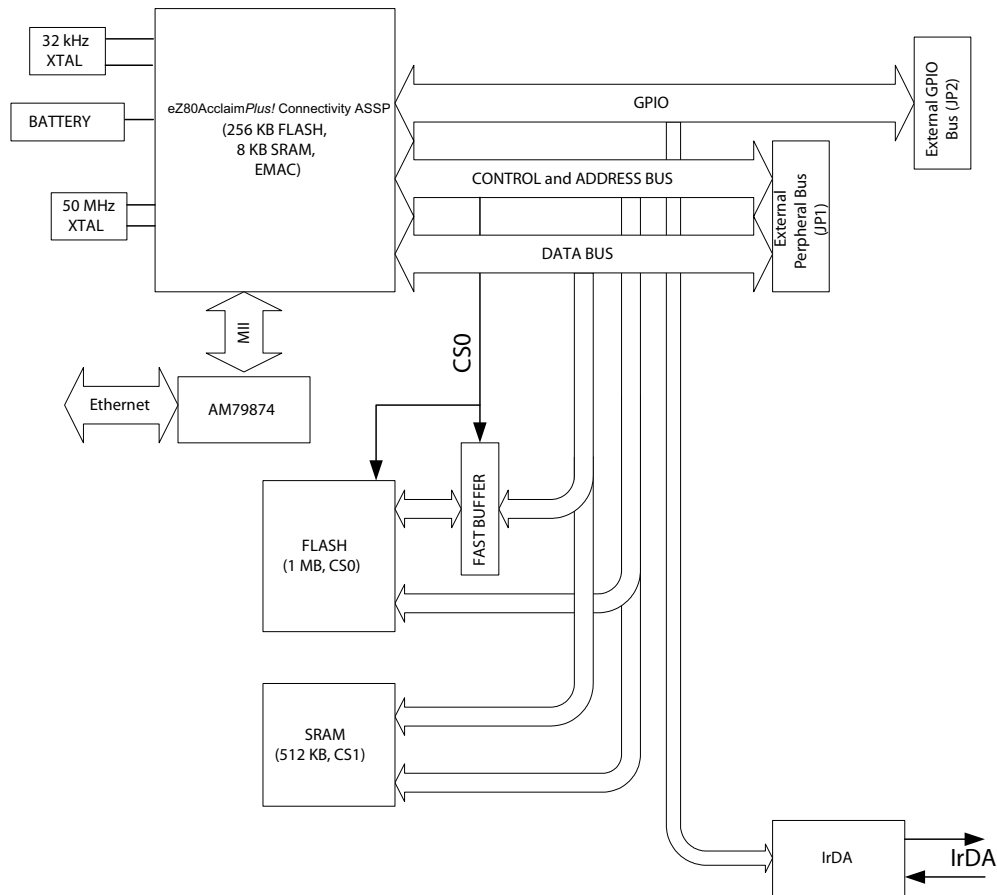 32 kHz
XTAL
BATTERY
50 MHz
XTAL
eZ80AcclaimPlus! Connectivity ASSP
(256 KB FLASH,
8 KB SRAM,
EMAC)
GPIO
External GPIO
Bus (JP2)
CONTROL and ADDRESS BUS
External
Perpheral Bus
(JP1)
DATA BUS
MII
Ethernet
AM79874
CS0
FAST BUFFER
FLASH
(1 MB, CS0)
SRAM
(512 KB, CS1)
IrDA
IrDA